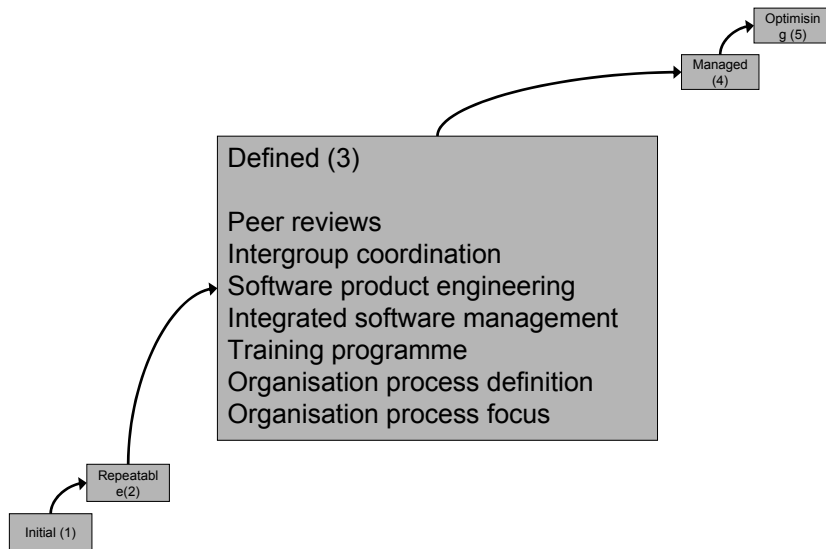 Optimisin
g (5)
Managed
(4)
Defined (3)
Peer reviews
Intergroup coordination
Software product engineering
Integrated software management
Training programme
Organisation process definition
Organisation process focus
Repeatabl
e(2)
Initial (1)